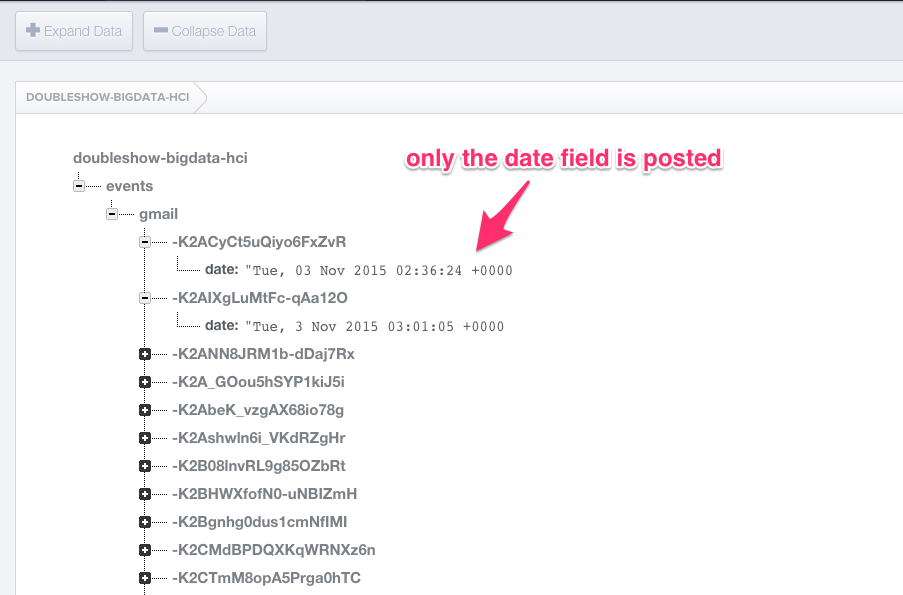 Expand Data
Collapse Data
DOUBLESHOW-BIGDATA-HCI
doubleshow-bigdata-hci
only the date field is posted
events
gmail
-K2ACyCt5uQiyo6FxZvR
date: "Tue, 03 Nov 2015 02:36:24 +0000
-K2AIXgLuMtFc-qAa12O
date: "Tue, 3 Nov 2015 03:01:05 +0000
-K2ANN8JRM1b-dDaj7Rx
-K2A_GOou5hSYP1kiJ5i
-K2AbeK_vzgAX68io78g
-K2Ashwln6i_VKdRZgHr
-K2B08lnvRL9g85OZbRt
-K2BHWXfofN0-uNBIZmH
-K2Bgnhg0dus1cmNflMI
-K2CMdBPDQXKqWRNXz6n
-K2CTmM8opA5Prga0hTC